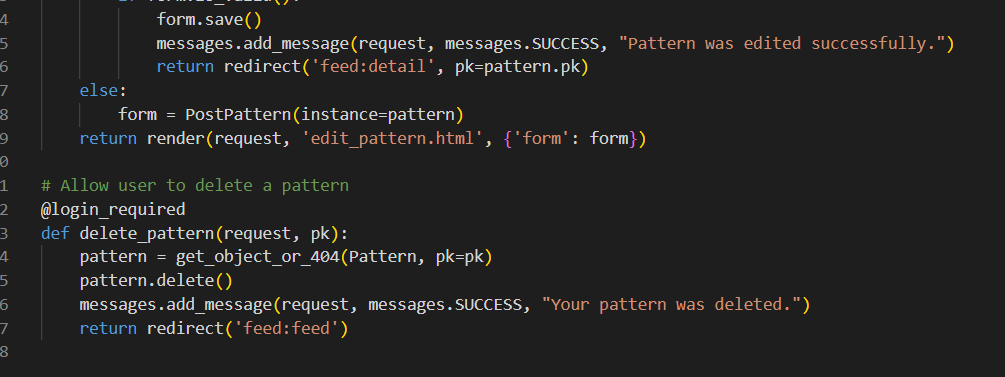 4 form.save()
5 messages.add_message(request, messages.SUCCESS, "Pattern was edited successfully.")
6 return redirect('feed:detail', pk=pattern.pk)
7 else:
8 form = PostPattern(instance=pattern)
9 return render(request, 'edit_pattern.html', {'form': form})
0
1 # Allow user to delete a pattern
2 @login_required
3 def delete_pattern(request, pk):
4 pattern = get_object_or_404(Pattern, pk=pk)
5 pattern.delete()
6 messages.add_message(request, messages.SUCCESS, "Your pattern was deleted.")
7 return redirect('feed:feed')
8